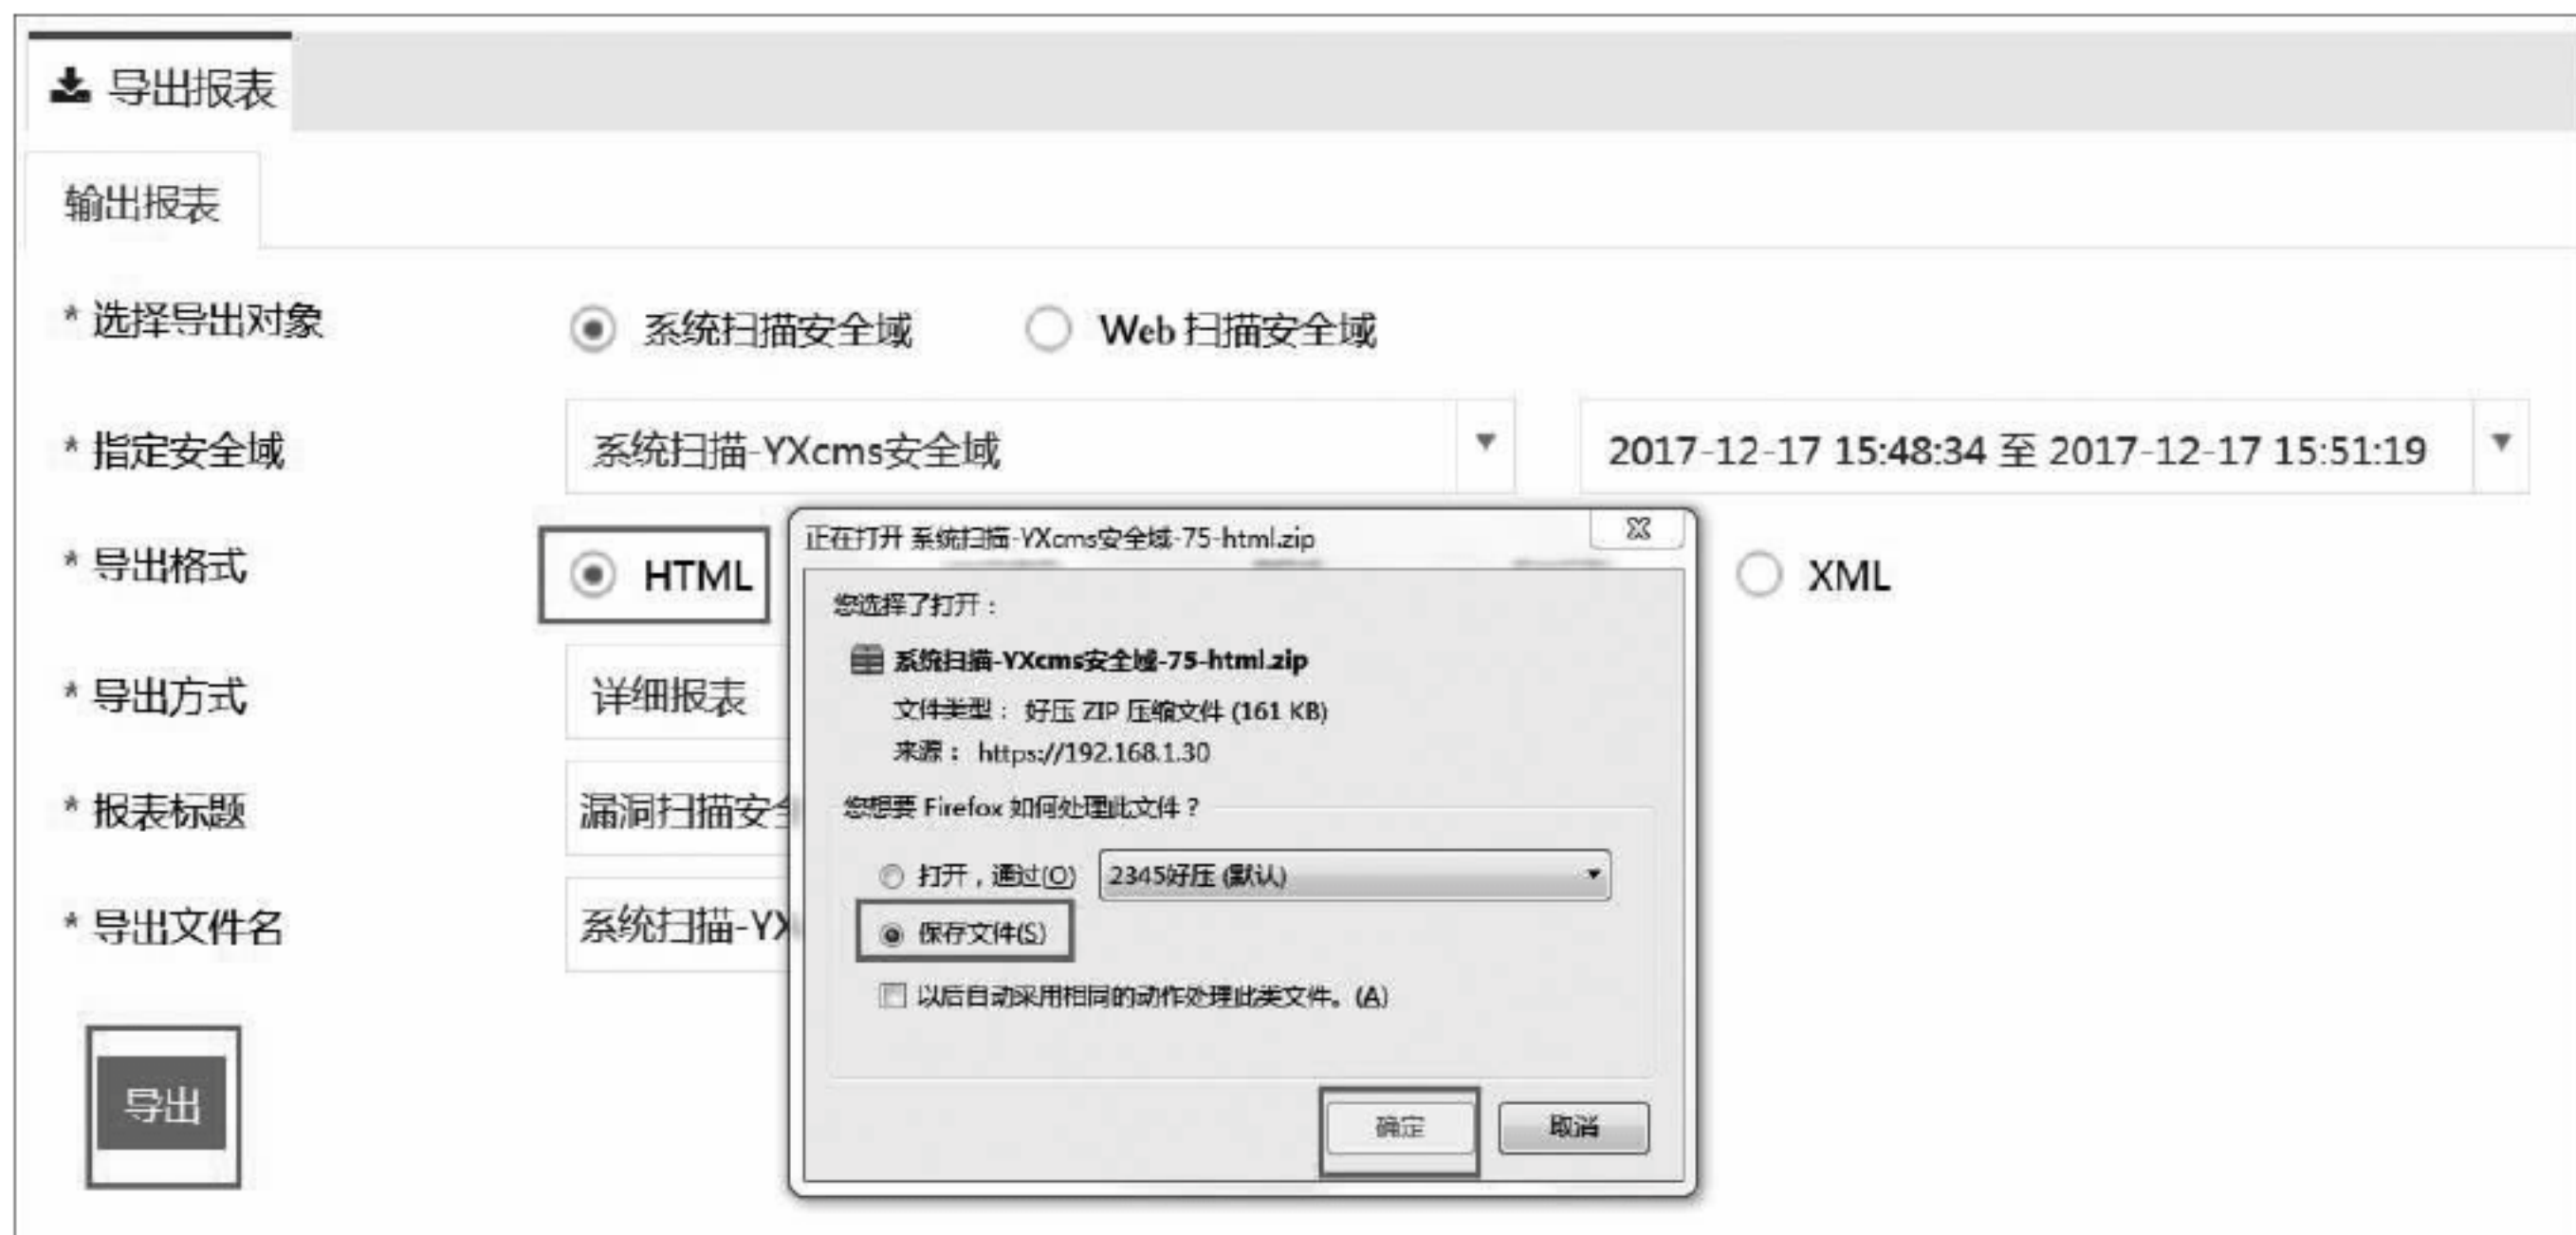 导出报表
输出报表
* 选择导出对象 系统扫描安全域 Web 扫描安全域
* 指定安全域 系统扫描-YXcms安全域 2017-12-17 15:48:34 至 2017-12-17 15:51:19
* 导出格式 HTML XML
* 导出方式 详细报表
* 报表标题 漏洞扫描安
* 导出文件名 系统扫描-YX
导出
正在打开 系统扫描-YXcms安全域-75-html.zip
您选择了打开：
系统扫描-YXcms安全域-75-html.zip
文件类型： 好压 ZIP 压缩文件 (161 KB)
来源： https://192.168.1.30
您想要 Firefox 如何处理此文件？
打开，通过(O) 2345好压 (默认)
保存文件(S)
以后自动采用相同的动作处理此类文件。(A)
确定 取消